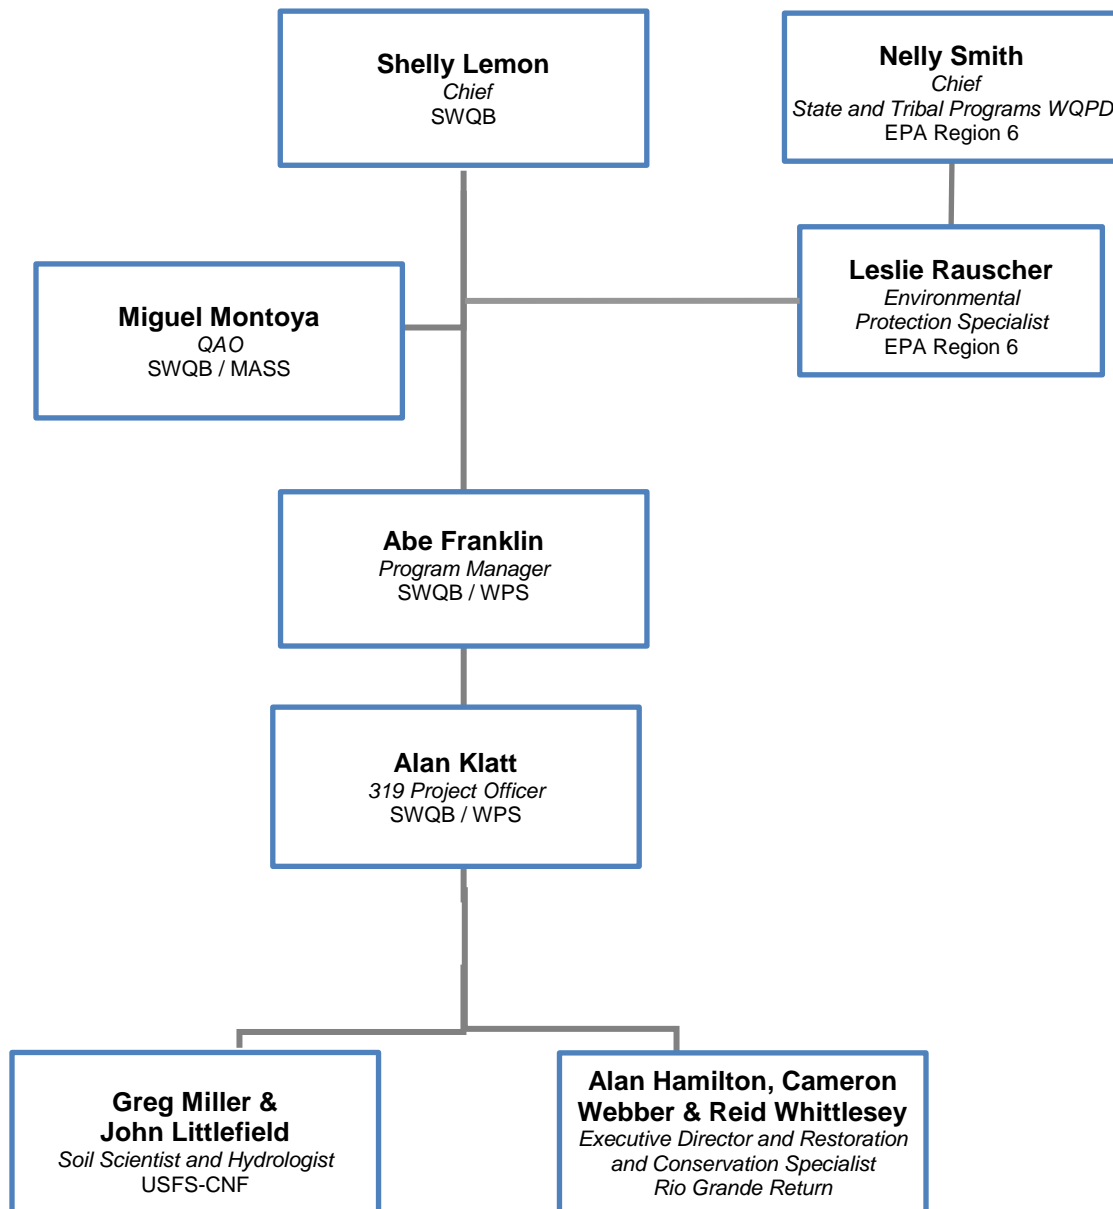 Shelly Lemon
Chief
SWQB
Nelly Smith
Chief
State and Tribal Programs WQPD
EPA Region 6
Leslie Rauscher
Environmental
Protection Specialist
EPA Region 6
Miguel Montoya
QAO
SWQB / MASS
Abe Franklin
Program Manager
SWQB / WPS
Alan Klatt
319 Project Officer
SWQB / WPS
Greg Miller &
John Littlefield
Soil Scientist and Hydrologist
USFS-CNF
Alan Hamilton, Cameron
Webber & Reid Whittlesey
Executive Director and Restoration
and Conservation Specialist
Rio Grande Return